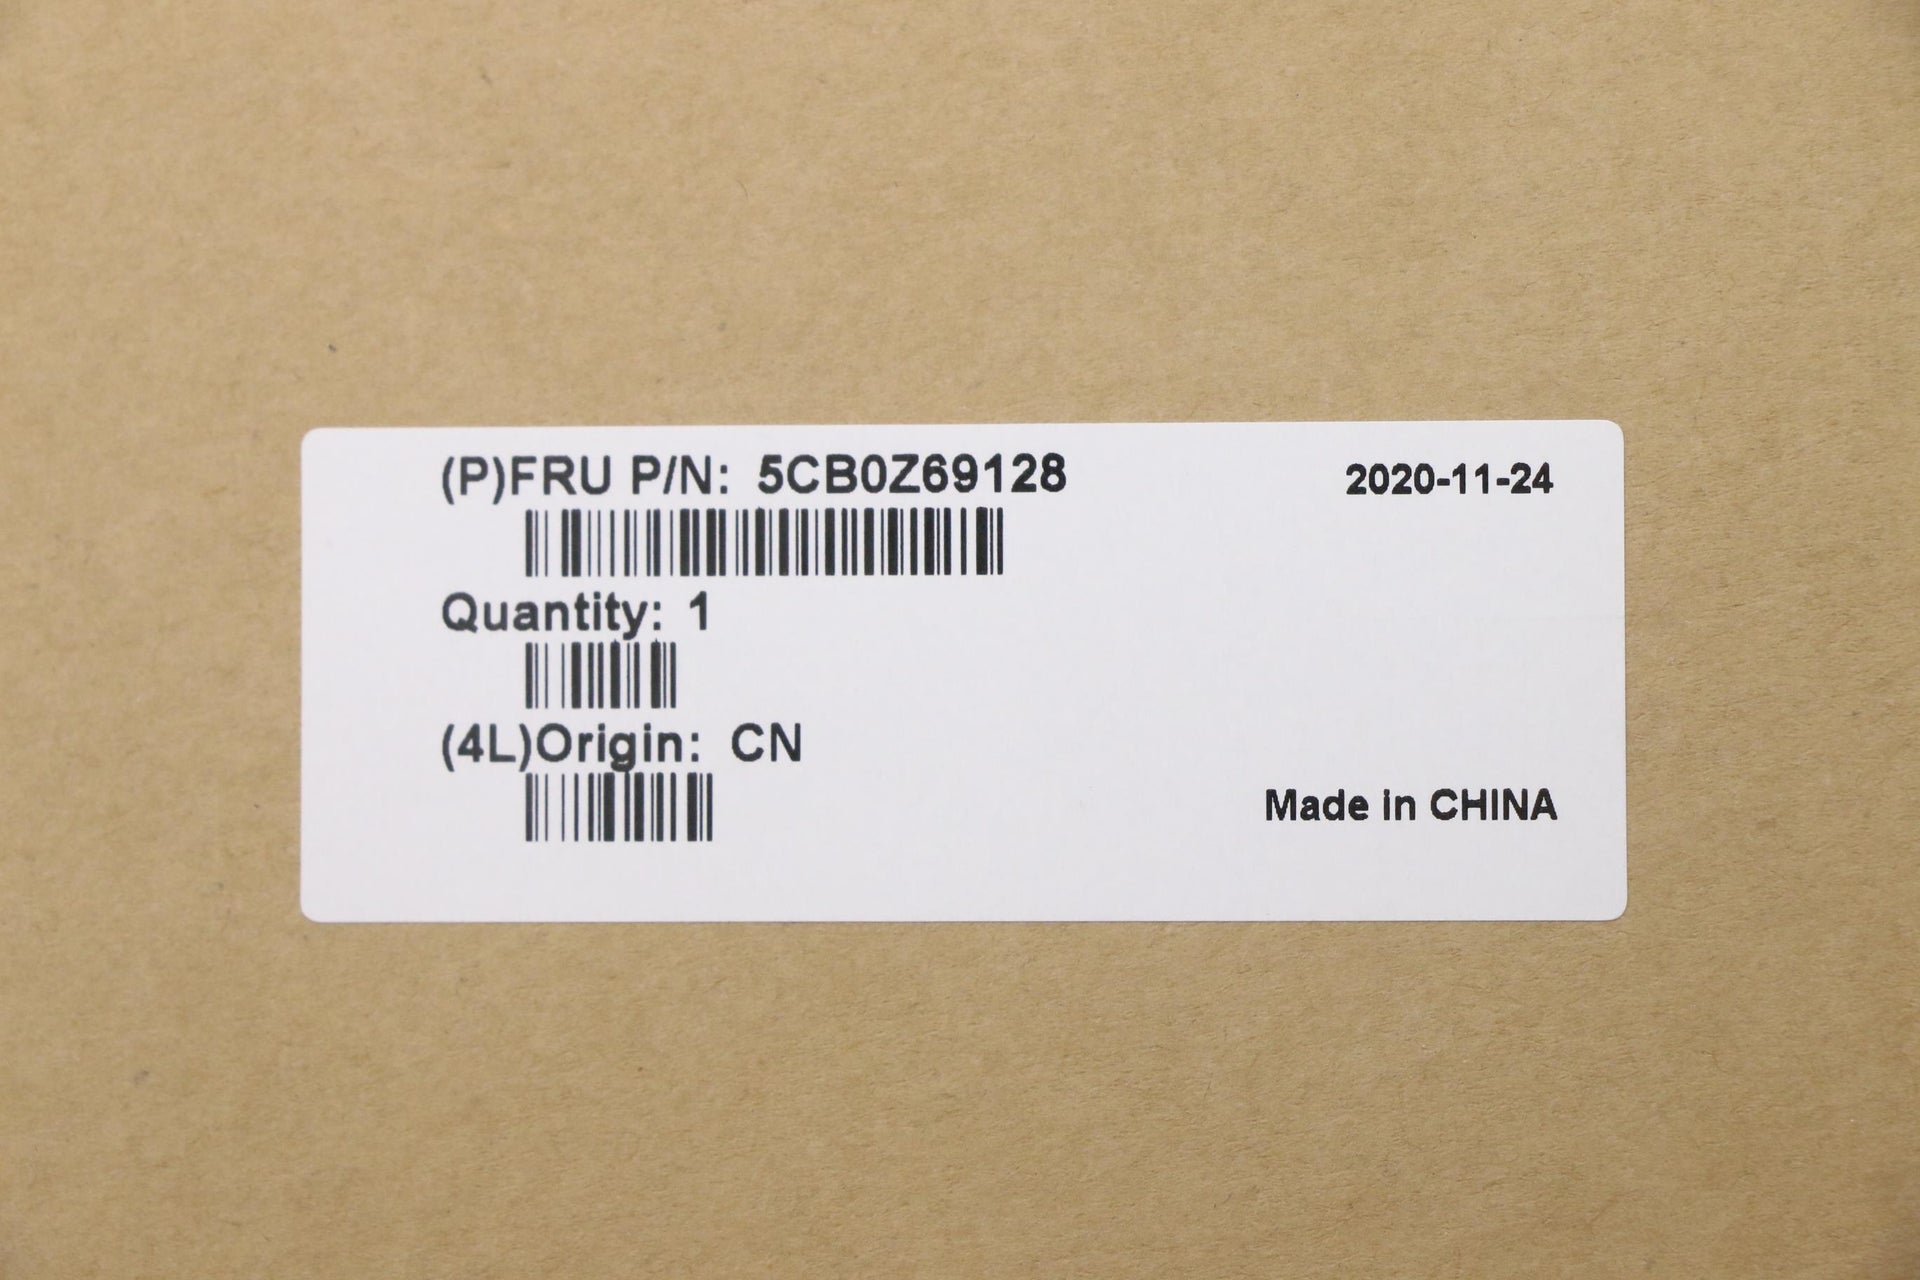 (P)FRU P/N: 5CB0Z69128
2020-11-24
Quantity: 1
(4L)Origin: CN
Made in CHINA